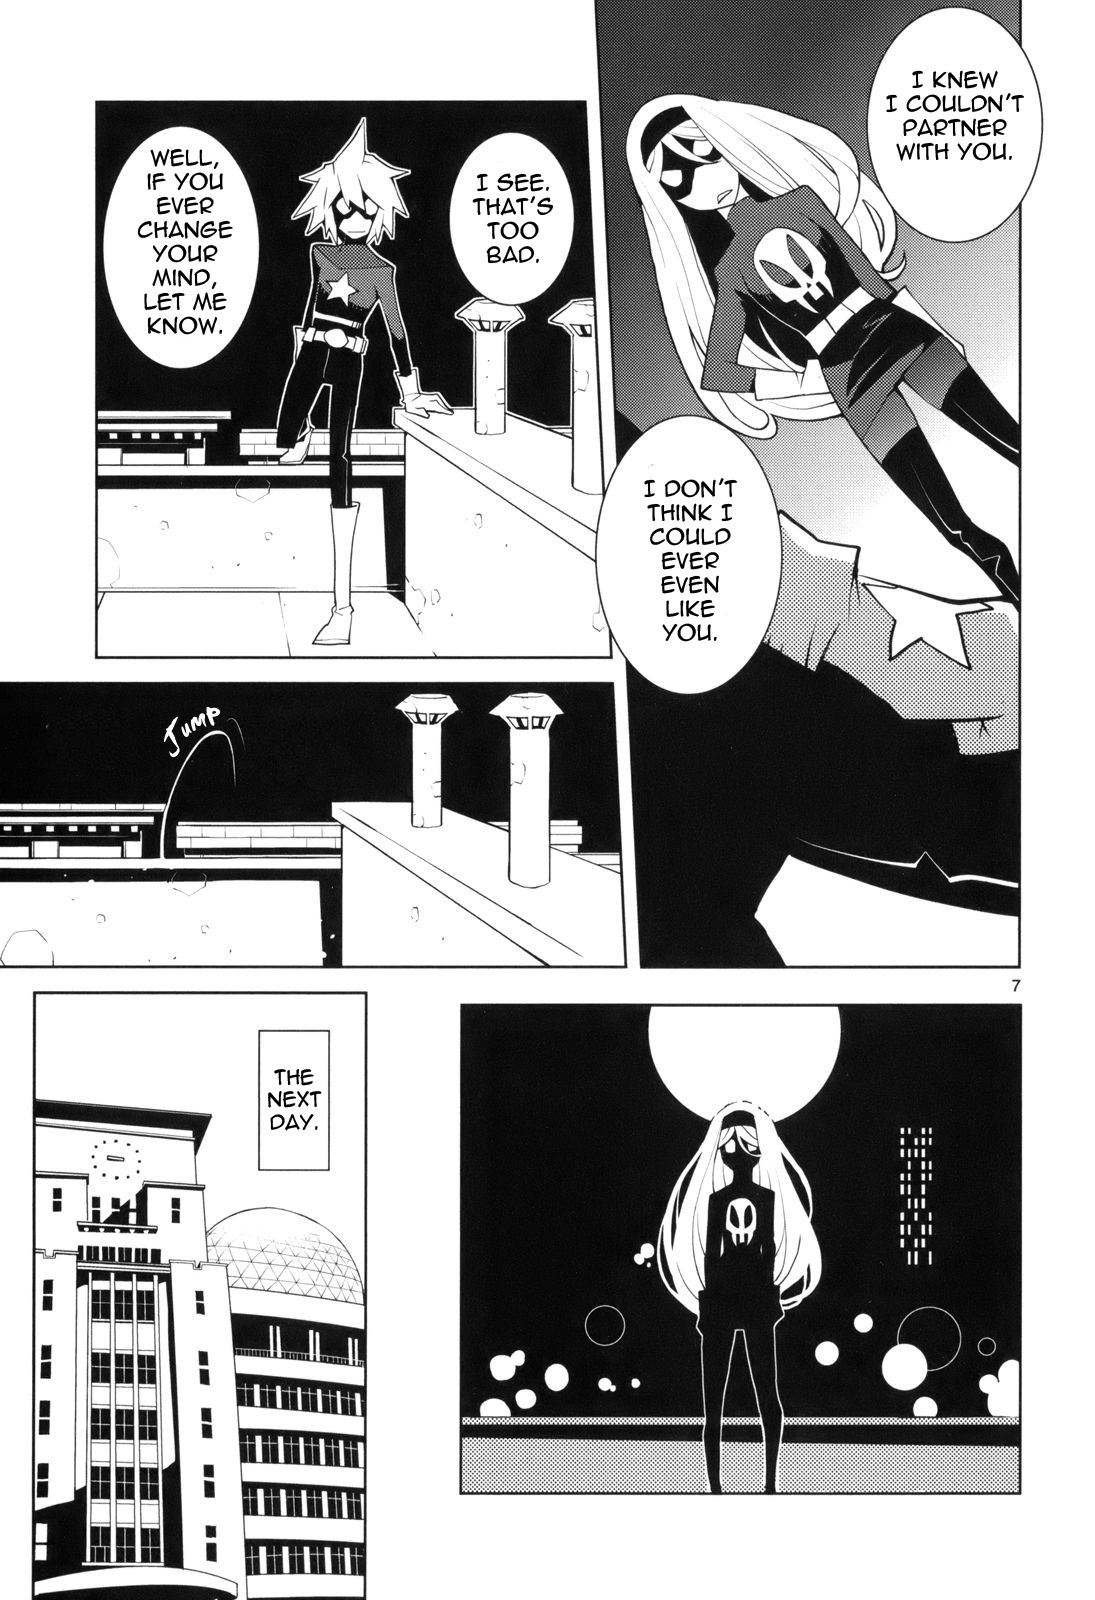 I KNEW
I COULDN'T
PARTNER
WITH YOU.
I DON'T
THINK I
COULD
EVER
EVEN
LIKE
YOU.
I SEE.
THAT'S
TOO
BAD.
WELL,
IF YOU
EVER
CHANGE
YOUR
MIND,
LET ME
KNOW.
Jump
7
THE
NEXT
DAY.